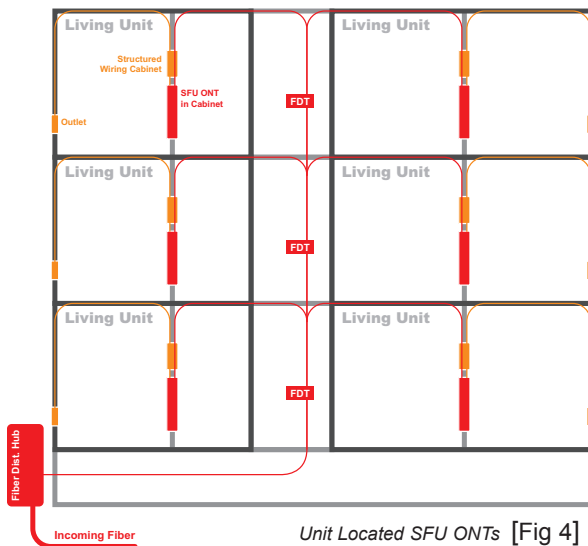 Living Unit
Living Unit
Structured
Wiring Cabinet
SFU ONT
in Cabinet
FDT
Outlet
Living Unit
Living Unit
FDT
Living Unit
Living Unit
FDT
Fiber Dist. Hub
Incoming Fiber
Unit Located SFU ONTs [Fig 4]